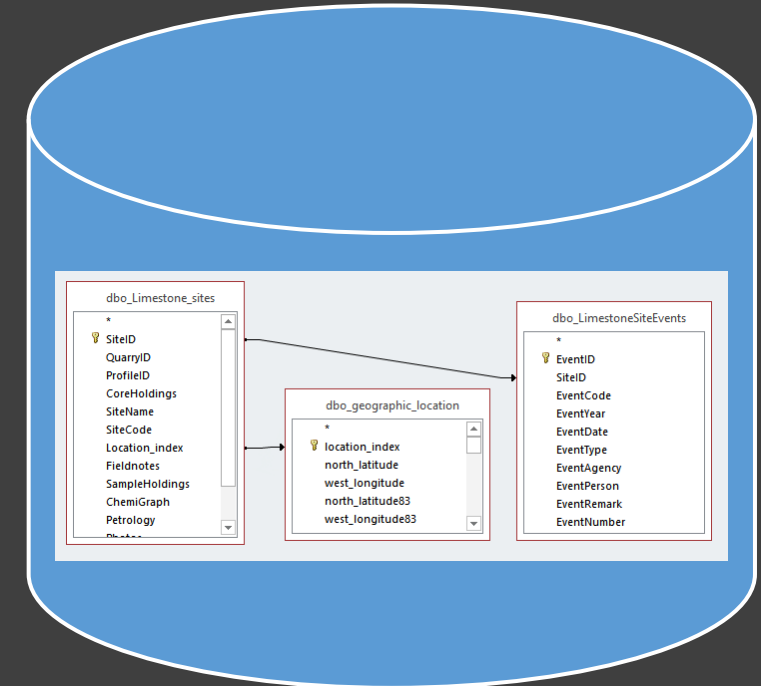 dbo_Limestone_sites
*
SiteID
QuarryID
ProfileID
CoreHoldings
SiteName
SiteCode
Location_index
Fieldnotes
SampleHoldings
ChemiGraph
Petrology
Photos
dbo_geographic_location
*
location_index
north_latitude
west_longitude
north_latitude83
west_longitude83
dbo_LimestoneSiteEvents
*
EventID
SiteID
EventCode
EventYear
EventDate
EventType
EventAgency
EventPerson
EventRemark
EventNumber